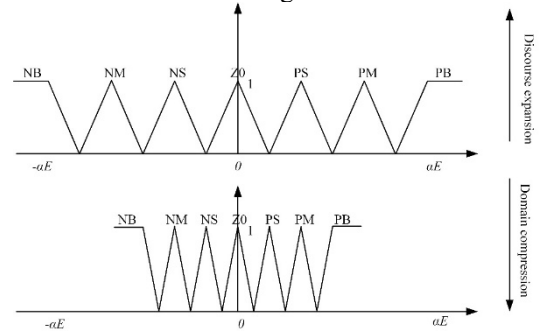 NB NM NS Z0 PS PM PB
1
-αE 0 αE
Discourse expansion
NB NM NS Z0 PS PM PB
1
-αE 0 αE
Domain compression